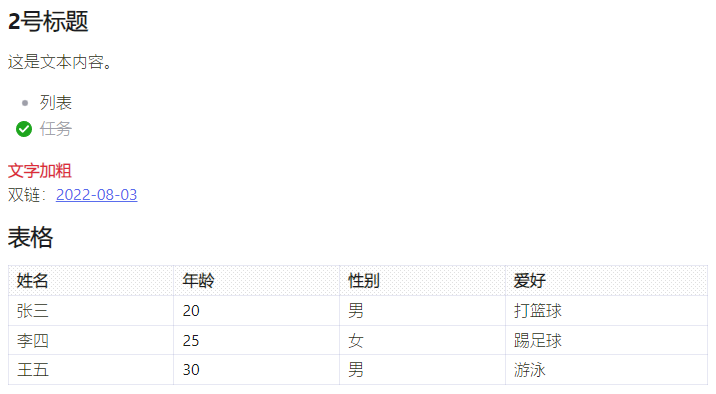 2号标题
这是文本内容。
列表
任务
文字加粗
双链：2022-08-03
表格
姓名 年龄 性别 爱好
张三 20 男 打篮球
李四 25 女 踢足球
王五 30 男 游泳